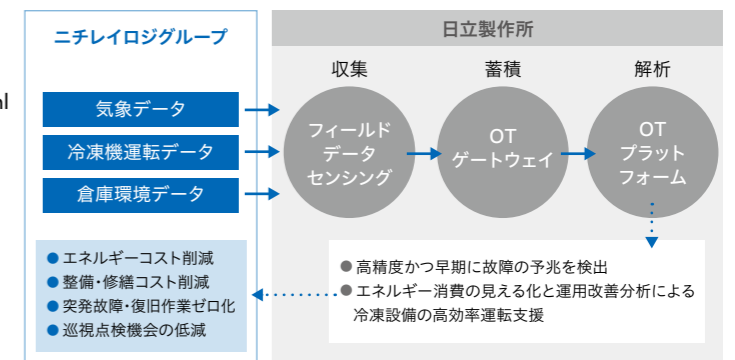 ニチレイロジグループ
日立製作所
収集
蓄積
解析
気象データ
冷凍機運転データ
倉庫環境データ
フィールド
データ
センシング
OT
ゲートウェイ
OT
プラット
フォーム
●エネルギーコスト削減
●整備・修繕コスト削減
●突発故障・復旧作業ゼロ化
●巡視点検機会の低減
●高精度かつ早期に故障の予兆を検出
●エネルギー消費の見える化と運用改善分析による
冷凍設備の高効率運転支援